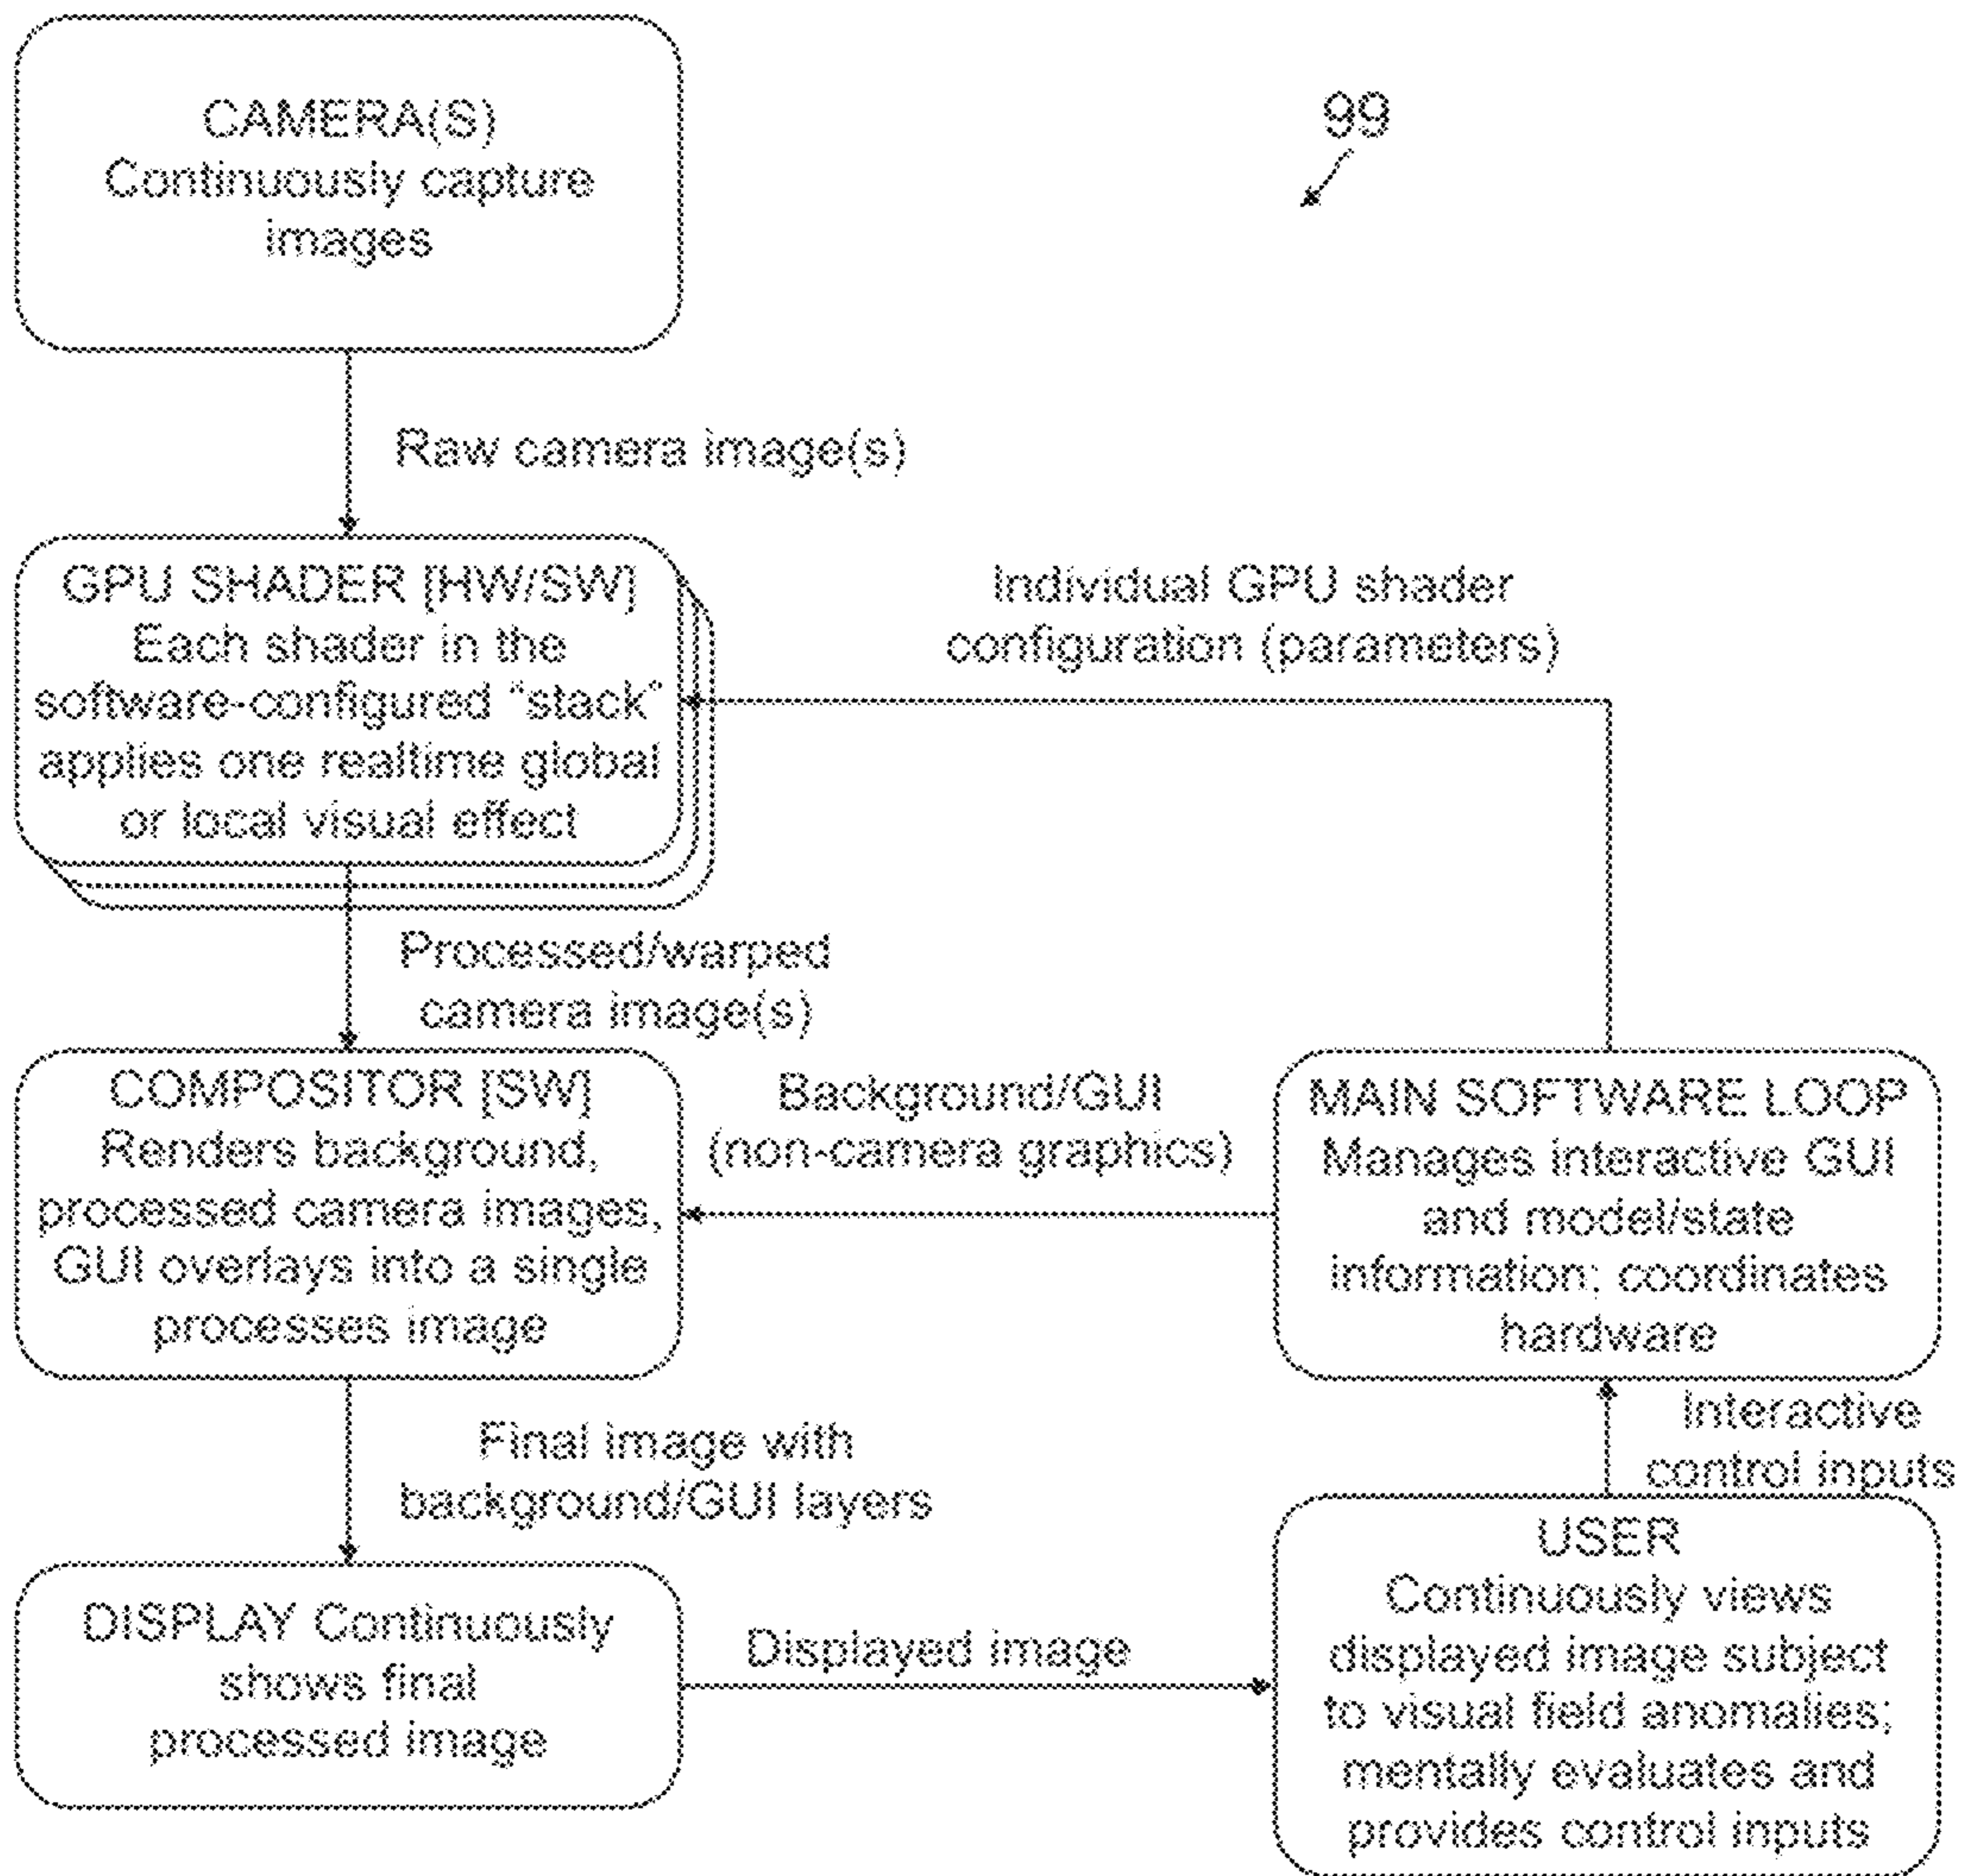 CAMERA(S)
Continuously capture
images
99
Raw camera image(s)
GPU SHADER [HW/SW]
Each shader in the
software-configured “stack”
applies one realtime global
or local visual effect
Individual GPU shader
configuration (parameters)
Processed/warped
camera image(s)
COMPOSITOR [SW]
Renders background,
processed camera images,
GUI overlays into a single
processes image
Background/GUI
(non-camera graphics)
MAIN SOFTWARE LOOP
Manages interactive GUI
and model/state
information; coordinates
hardware
Final image with
background/GUI layers
Interactive
control inputs
DISPLAY Continuously
shows final
processed image
Displayed image
USER
Continuously views
displayed image subject
to visual field anomalies;
mentally evaluates and
provides control inputs